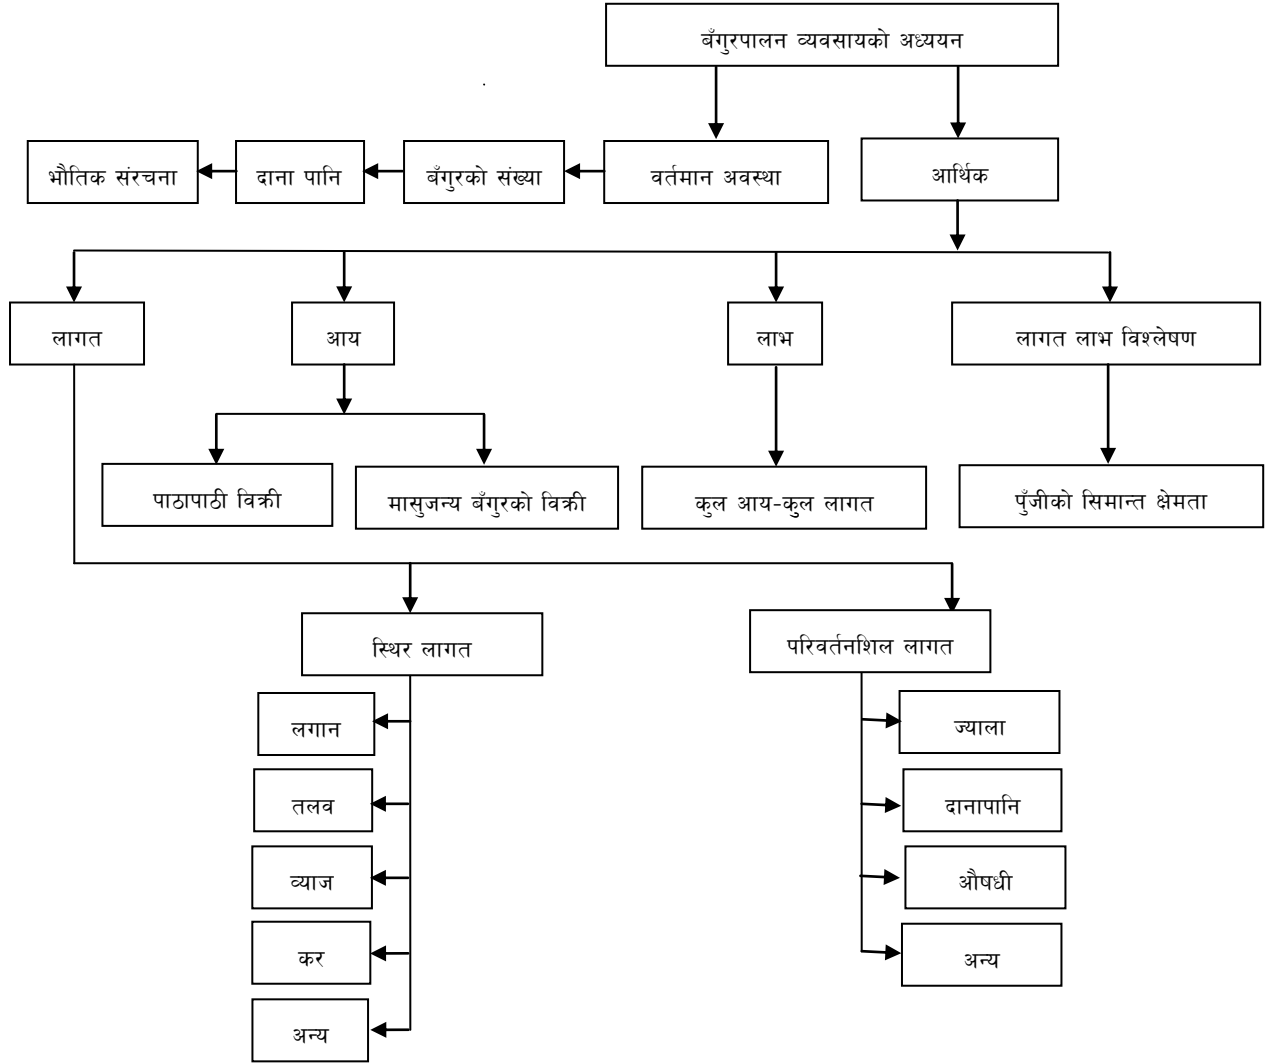 बँगुरपालन व्यवसायको अध्ययन
भौतिक संरचना
दाना पानि
बँगुरको संख्या
वर्तमान अवस्था
आर्थिक
लागत
आय
लाभ
लागत लाभ विश्लेषण
पाठापाठी विक्री
मासुजन्य बँगुरको विक्री
कुल आय-कुल लागत
पुँजीको सिमान्त क्षेमता
स्थिर लागत
परिवर्तनशिल लागत
लगान
ज्याला
तलव
दानापानि
व्याज
औषधी
कर
अन्य
अन्य